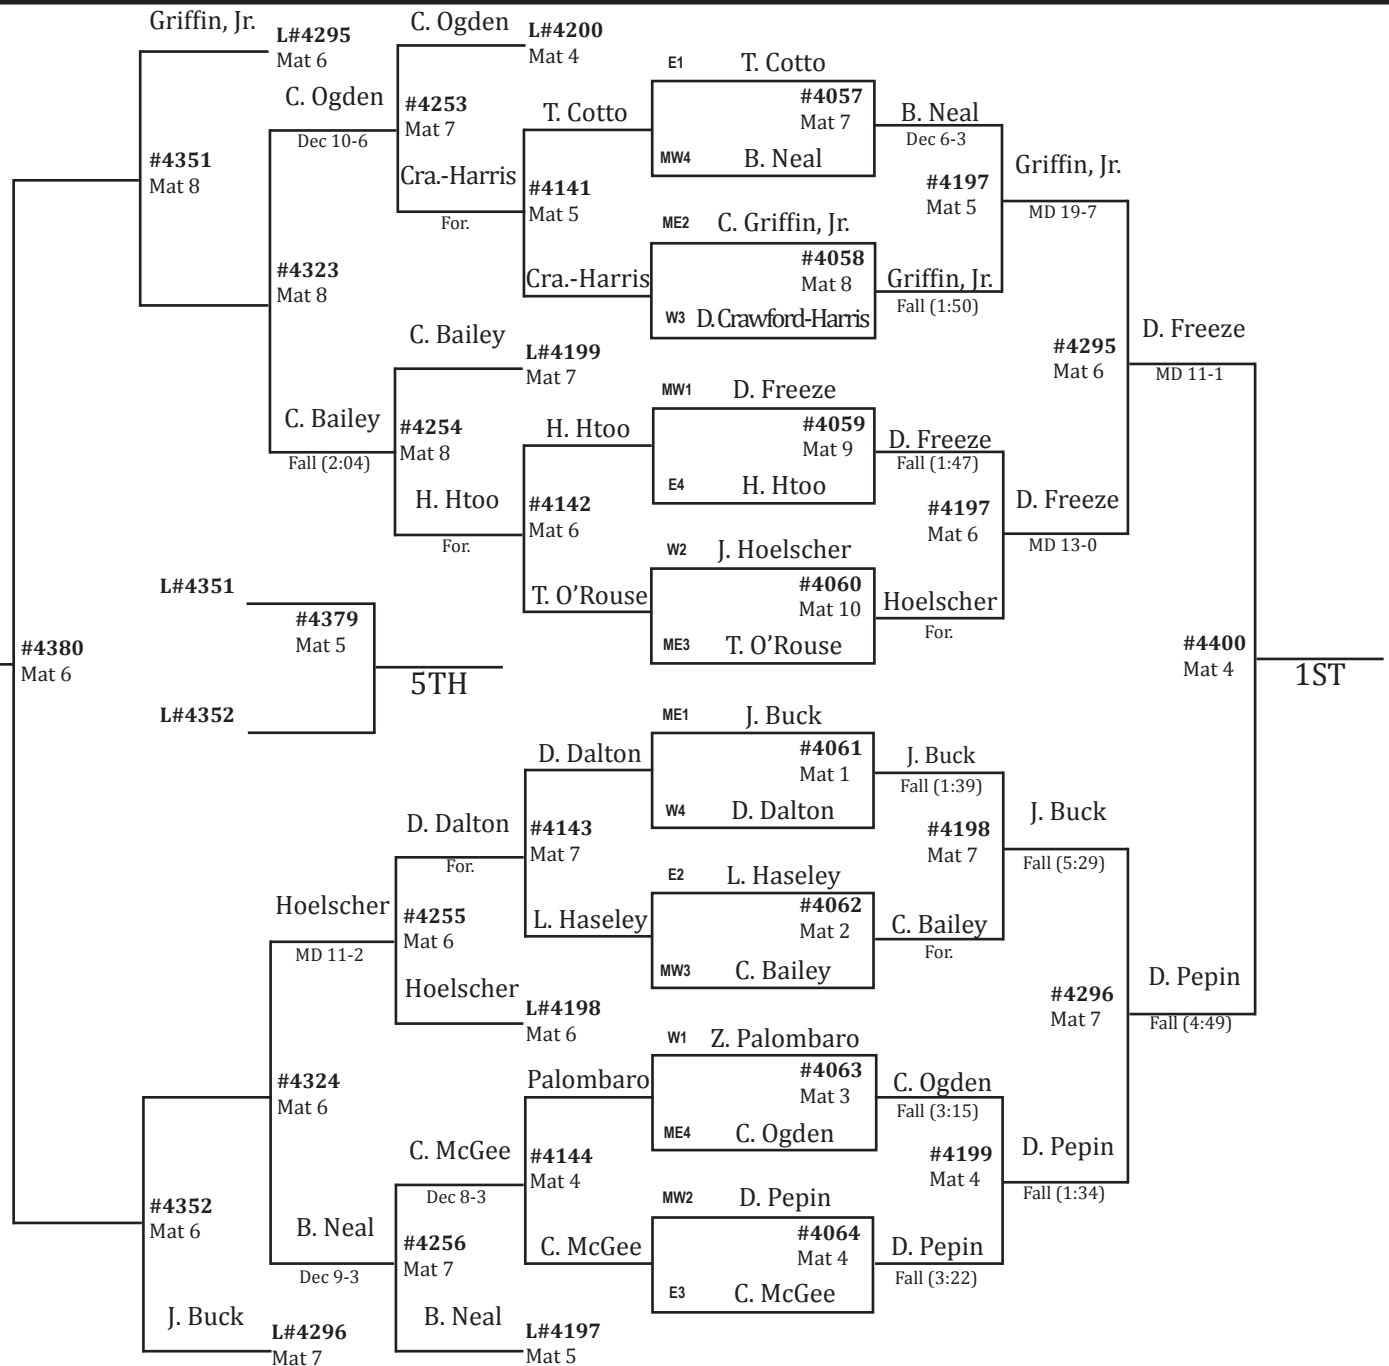 Griffin, Jr.
L#4295
Mat 6
C. Ogden
L#4200
Mat 4
C. Ogden
Dec 10-6
#4253
Mat 7
Cra.-Harris
For.
#4351
Mat 8
#4323
Mat 8
T. Cotto
#4141
Mat 5
Cra.-Harris
E1
T. Cotto
#4057
Mat 7
MW4
B. Neal
ME2
C. Griffin, Jr.
#4058
Mat 8
W3
D. Crawford-Harris
B. Neal
Dec 6-3
#4197
Mat 5
Griffin, Jr.
Fall (1:50)
Griffin, Jr.
MD 19-7
C. Bailey
L#4199
Mat 7
C. Bailey
Fall (2:04)
#4254
Mat 8
H. Htoo
For.
H. Htoo
#4142
Mat 6
T. O’Rouse
MW1
D. Freeze
#4059
Mat 9
E4
H. Htoo
W2
J. Hoelscher
#4060
Mat 10
ME3
T. O’Rouse
D. Freeze
Fall (1:47)
#4197
Mat 6
Hoelscher
For.
D. Freeze
MD 13-0
#4295
Mat 6
D. Freeze
MD 11-1
L#4351
#4379
Mat 5
L#4352
5TH
#4380
Mat 6
#4400
Mat 4
1ST
D. Dalton
#4143
Mat 7
L. Haseley
ME1
J. Buck
#4061
Mat 1
W4
D. Dalton
E2
L. Haseley
#4062
Mat 2
MW3
C. Bailey
J. Buck
Fall (1:39)
#4198
Mat 7
C. Bailey
For.
J. Buck
Fall (5:29)
D. Dalton
For.
Hoelscher
MD 11-2
#4255
Mat 6
Hoelscher
L#4198
Mat 6
#4324
Mat 6
W1
Z. Palombaro
#4063
Mat 3
ME4
C. Ogden
MW2
D. Pepin
#4064
Mat 4
E3
C. McGee
Palombaro
#4144
Mat 4
C. McGee
C. Ogden
Fall (3:15)
#4199
Mat 4
D. Pepin
Fall (3:22)
D. Pepin
Fall (1:34)
#4296
Mat 7
D. Pepin
Fall (4:49)
C. McGee
Dec 8-3
#4352
Mat 6
B. Neal
Dec 9-3
#4256
Mat 7
B. Neal
L#4197
Mat 5
J. Buck
L#4296
Mat 7